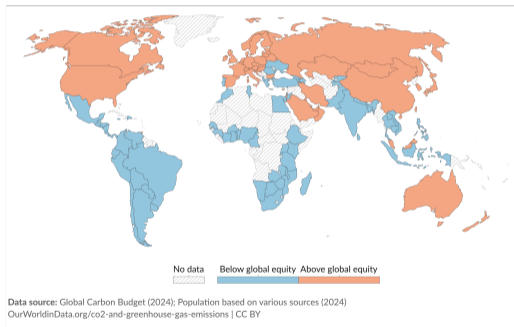 No data Below global equity Above global equity
Data source: Global Carbon Budget (2024); Population based on various sources (2024)
OurWorldinData.org/co2-and-greenhouse-gas-emissions | CC BY